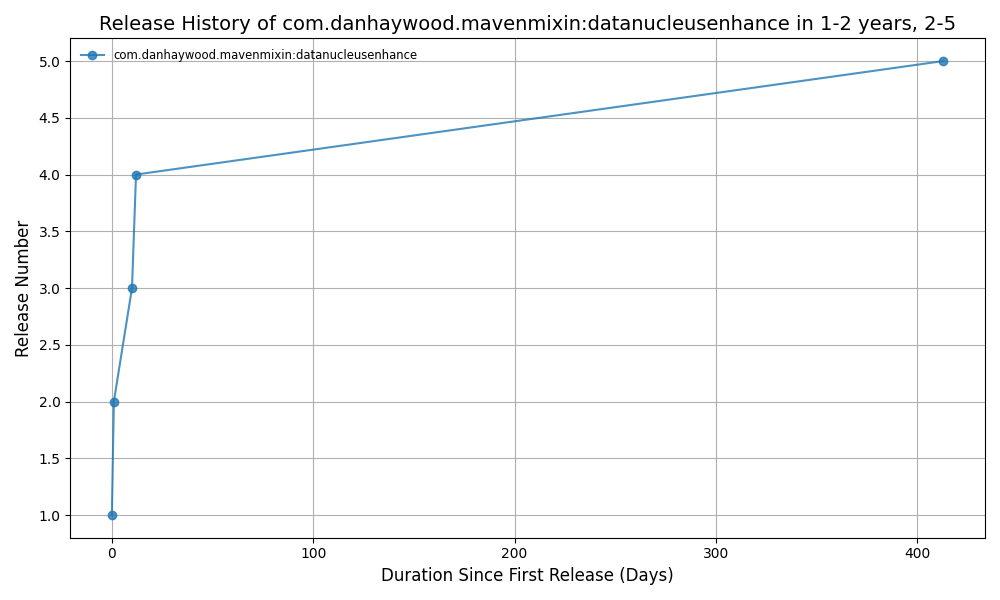 Release History of com.danhaywood.mavenmixin:datanucleusenhance in 1-2 years, 2-5
com.danhaywood.mavenmixin:datanucleusenhance
5.0
4.5
4.0
3.5
3.0
2.5
2.0
1.5
1.0
Release Number
0 100 200 300 400
Duration Since First Release (Days)